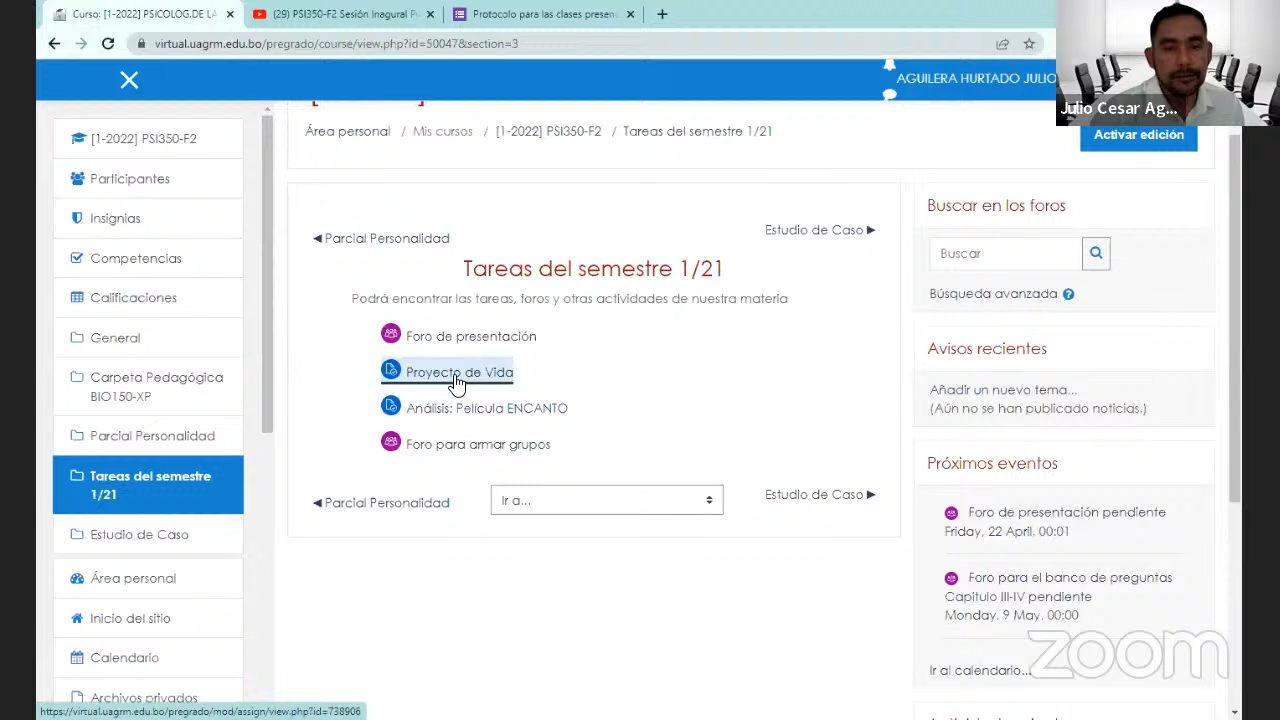 Curso: [1-2022] PSICOLOG.DE LA
(29) PSI350-F2 Sesión Inagural P
Protocolo para las clases presen
virtual.uagrm.edu.bo/pregrado/course/view.php?id=50047&section=3
AGUILERA HURTADO JULIO
Julio Cesar Ag...
Área personal / Mis cursos / [1-2022] PSI350-F2 / Tareas del semestre 1/21
Activar edición
[1-2022] PSI350-F2
Participantes
Insignias
Competencias
Calificaciones
General
Carpeta Pedagógica
BIO150-XP
Parcial Personalidad
Tareas del semestre
1/21
Estudio de Caso
Área personal
Inicio del sitio
Calendario
Archivos privados
◀ Parcial Personalidad
Estudio de Caso ▶
Tareas del semestre 1/21
Podrá encontrar las tareas, foros y otras actividades de nuestra materia
Foro de presentación
Proyecto de Vida
Análisis: Película ENCANTO
Foro para armar grupos
◀ Parcial Personalidad
Ir a...
Estudio de Caso ▶
Buscar en los foros
Buscar
Búsqueda avanzada
Avisos recientes
Añadir un nuevo tema...
(Aún no se han publicado noticias.)
Próximos eventos
Foro de presentación pendiente
Friday, 22 April, 00:01
Foro para el banco de preguntas
Capitulo III-IV pendiente
Monday, 9 May, 00:00
Ir al calendario...
zoom
https://virtual.uagrm.edu.bo/pregrado/mod/assign/view.php?id=738906